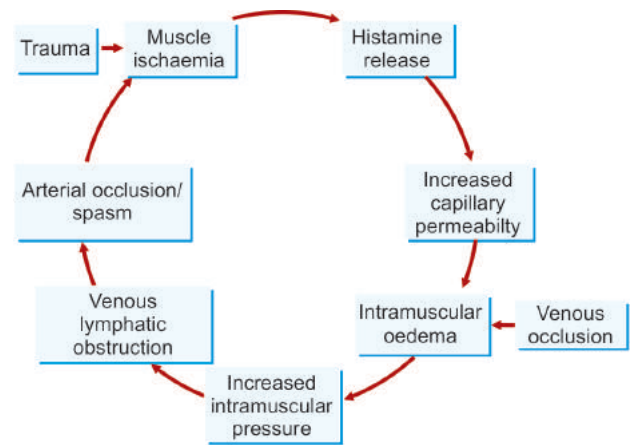 Trauma
Muscle
ischaemia
Histamine
release
Increased
capillary
permeabilty
Intramuscular
oedema
Venous
occlusion
Increased
intramuscular
pressure
Venous
lymphatic
obstruction
Arterial occlusion/
spasm